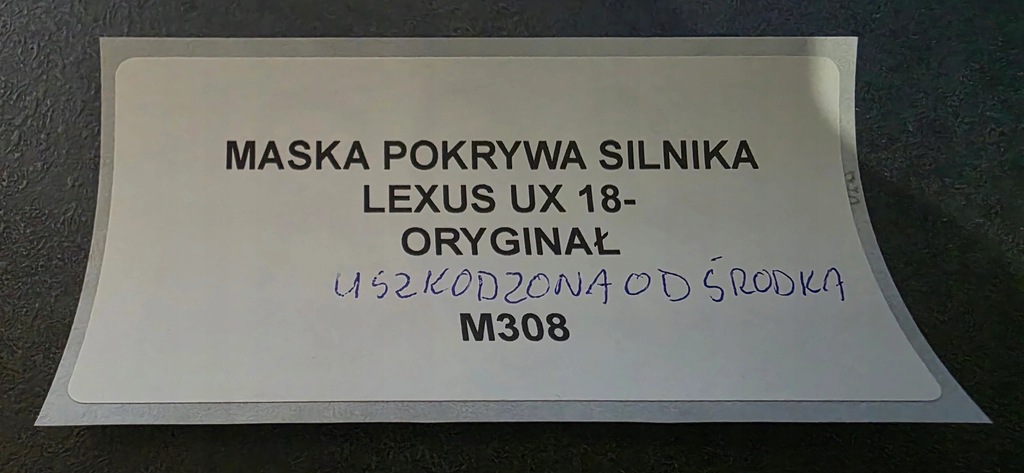 MASKA POKRYWA SILNIKA
LEXUS UX 18-
ORYGINAŁ
USZKODZONA OD ŚRODKA
M308